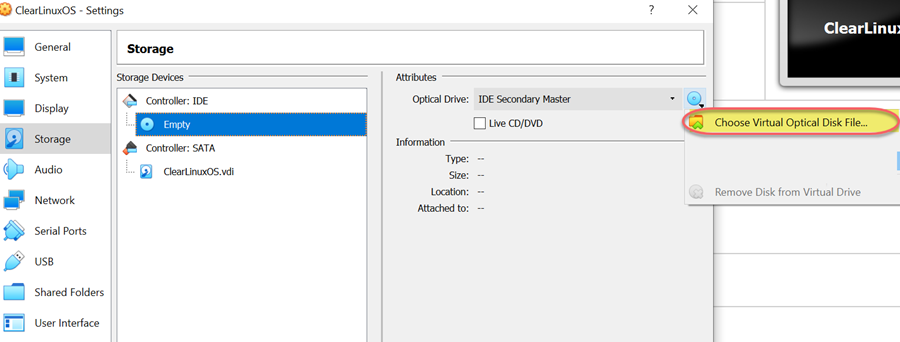 ClearLinuxOS - Settings
?
General
System
Display
Storage
Audio
Network
Serial Ports
USB
Shared Folders
User Interface
Storage
Storage Devices
Controller: IDE
Empty
Controller: SATA
ClearLinuxOS.vdi
Attributes
Optical Drive: IDE Secondary Master
Live CD/DVD
Information
Type: --
Size: --
Location: --
Attached to: --
Choose Virtual Optical Disk File...
Remove Disk from Virtual Drive